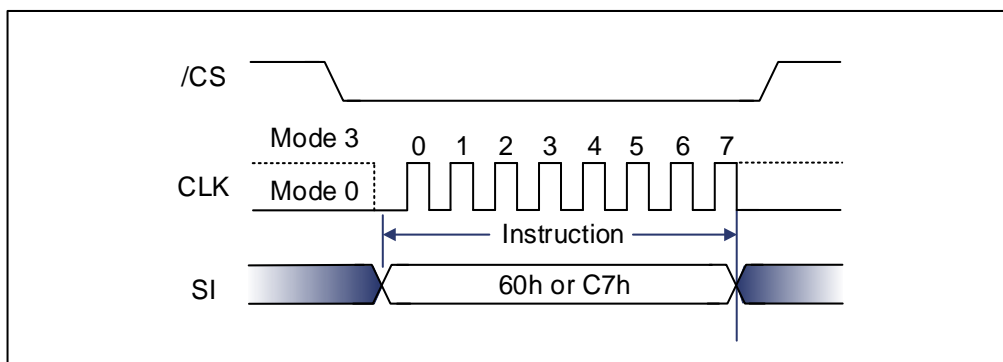 /CS
Mode 3
0 1 2 3 4 5 6 7
CLK
Mode 0
Instruction
SI
60h or C7h